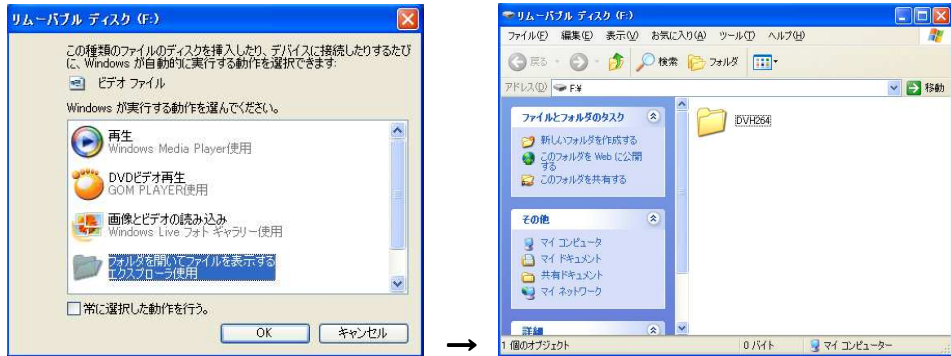 リムーバブル ディスク (F:)
この種類のファイルのディスクを挿入したり、デバイスに接続したりするたび
に、Windows が自動的に実行する動作を選択できます:
ビデオ ファイル
Windows が実行する動作を選んでください。
再生
Windows Media Player使用
DVDビデオ再生
GOM PLAYER使用
画像とビデオの読み込み
Windows Live フォト ギャラリー使用
フォルダを開いてファイルを表示する
エクスプローラ使用
常に選択した動作を行う。
OK
キャンセル
→
リムーバブル ディスク (F:)
ファイル(F) 編集(E) 表示(V) お気に入り(A) ツール(T) ヘルプ(H)
戻る 検索 フォルダ
アドレス(D) F:¥ 移動
ファイルとフォルダのタスク
新しいフォルダを作成する
このフォルダを Web に公開
する
このフォルダを共有する
その他
マイ コンピュータ
マイ ドキュメント
共有ドキュメント
マイ ネットワーク
詳細
DVH264
1 個のオブジェクト 0 バイト マイ コンピューター